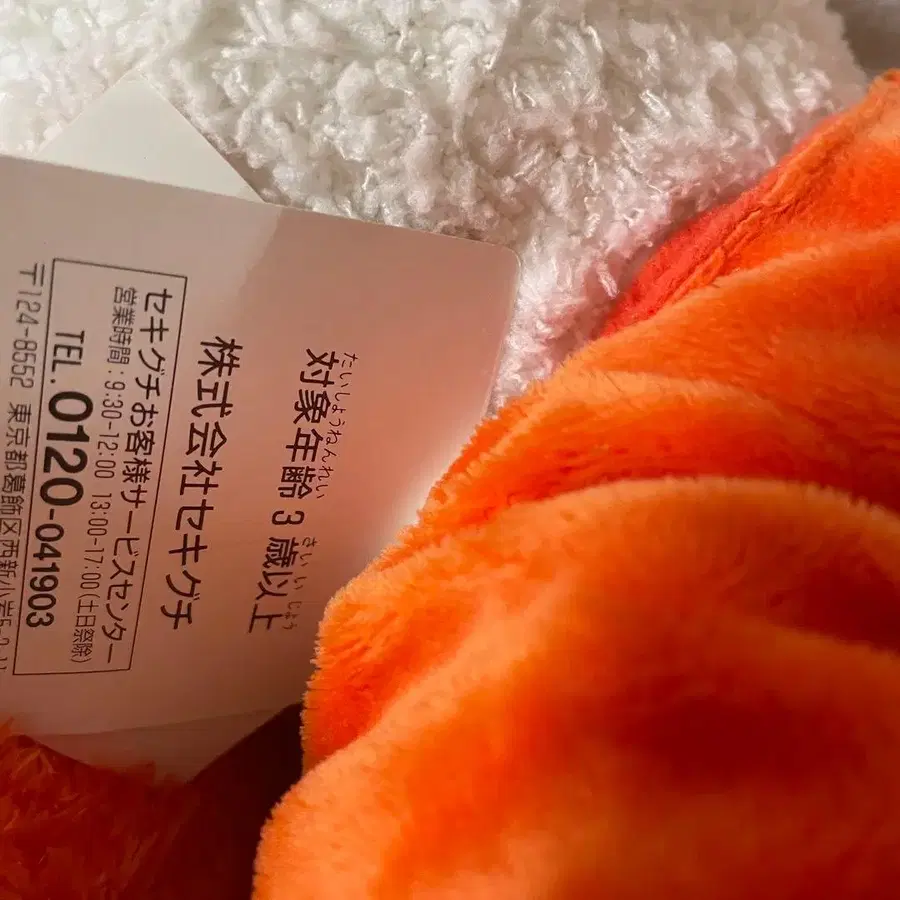 たいしょうねんれい さい いじょう
対象年齢 3 歳以上
株式会社セキグチ
セキグチお客様サービスセンター
営業時間:9:30-12:00 13:00-17:00(土日祭除)
TEL. 0120-041903
〒124-8552 東京都葛飾区西新小岩5-2-11